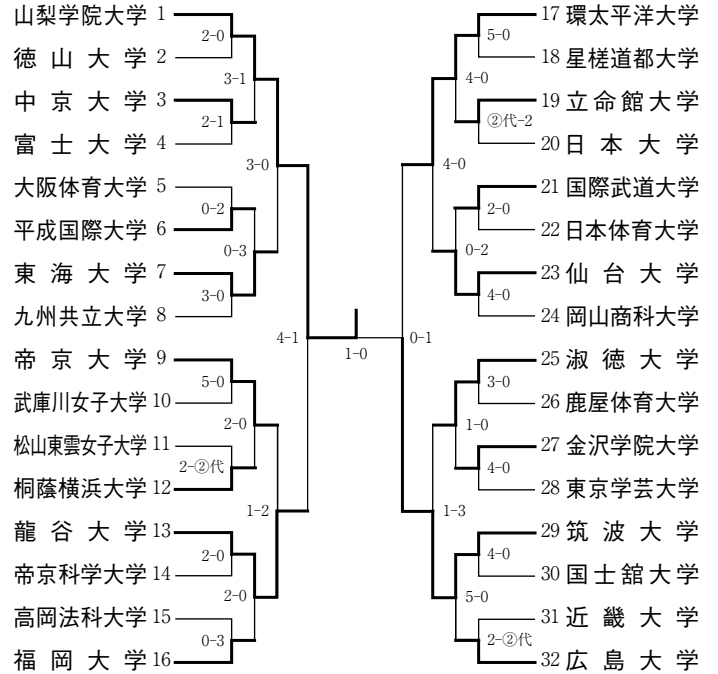 山梨学院大学 1
2-0
徳山大学 2
3-1
中京大学 3
2-1
富士大学 4
3-0
大阪体育大学 5
0-2
平成国際大学 6
0-3
東海大学 7
3-0
九州共立大学 8
4-1
帝京大学 9
5-0
武庫川女子大学 10
2-0
松山東雲女子大学 11
2-②代
桐蔭横浜大学 12
1-2
龍谷大学 13
2-0
帝京科学大学 14
2-0
高岡法科大学 15
0-3
福岡大学 16
1-0
17 環太平洋大学
5-0
18 星槎道都大学
4-0
19 立命館大学
②代-2
20 日本大学
4-0
21 国際武道大学
2-0
22 日本体育大学
0-2
23 仙台大学
4-0
24 岡山商科大学
0-1
25 淑徳大学
3-0
26 鹿屋体育大学
1-0
27 金沢学院大学
4-0
28 東京学芸大学
1-3
29 筑波大学
4-0
30 国士舘大学
5-0
31 近畿大学
2-②代
32 広島大学